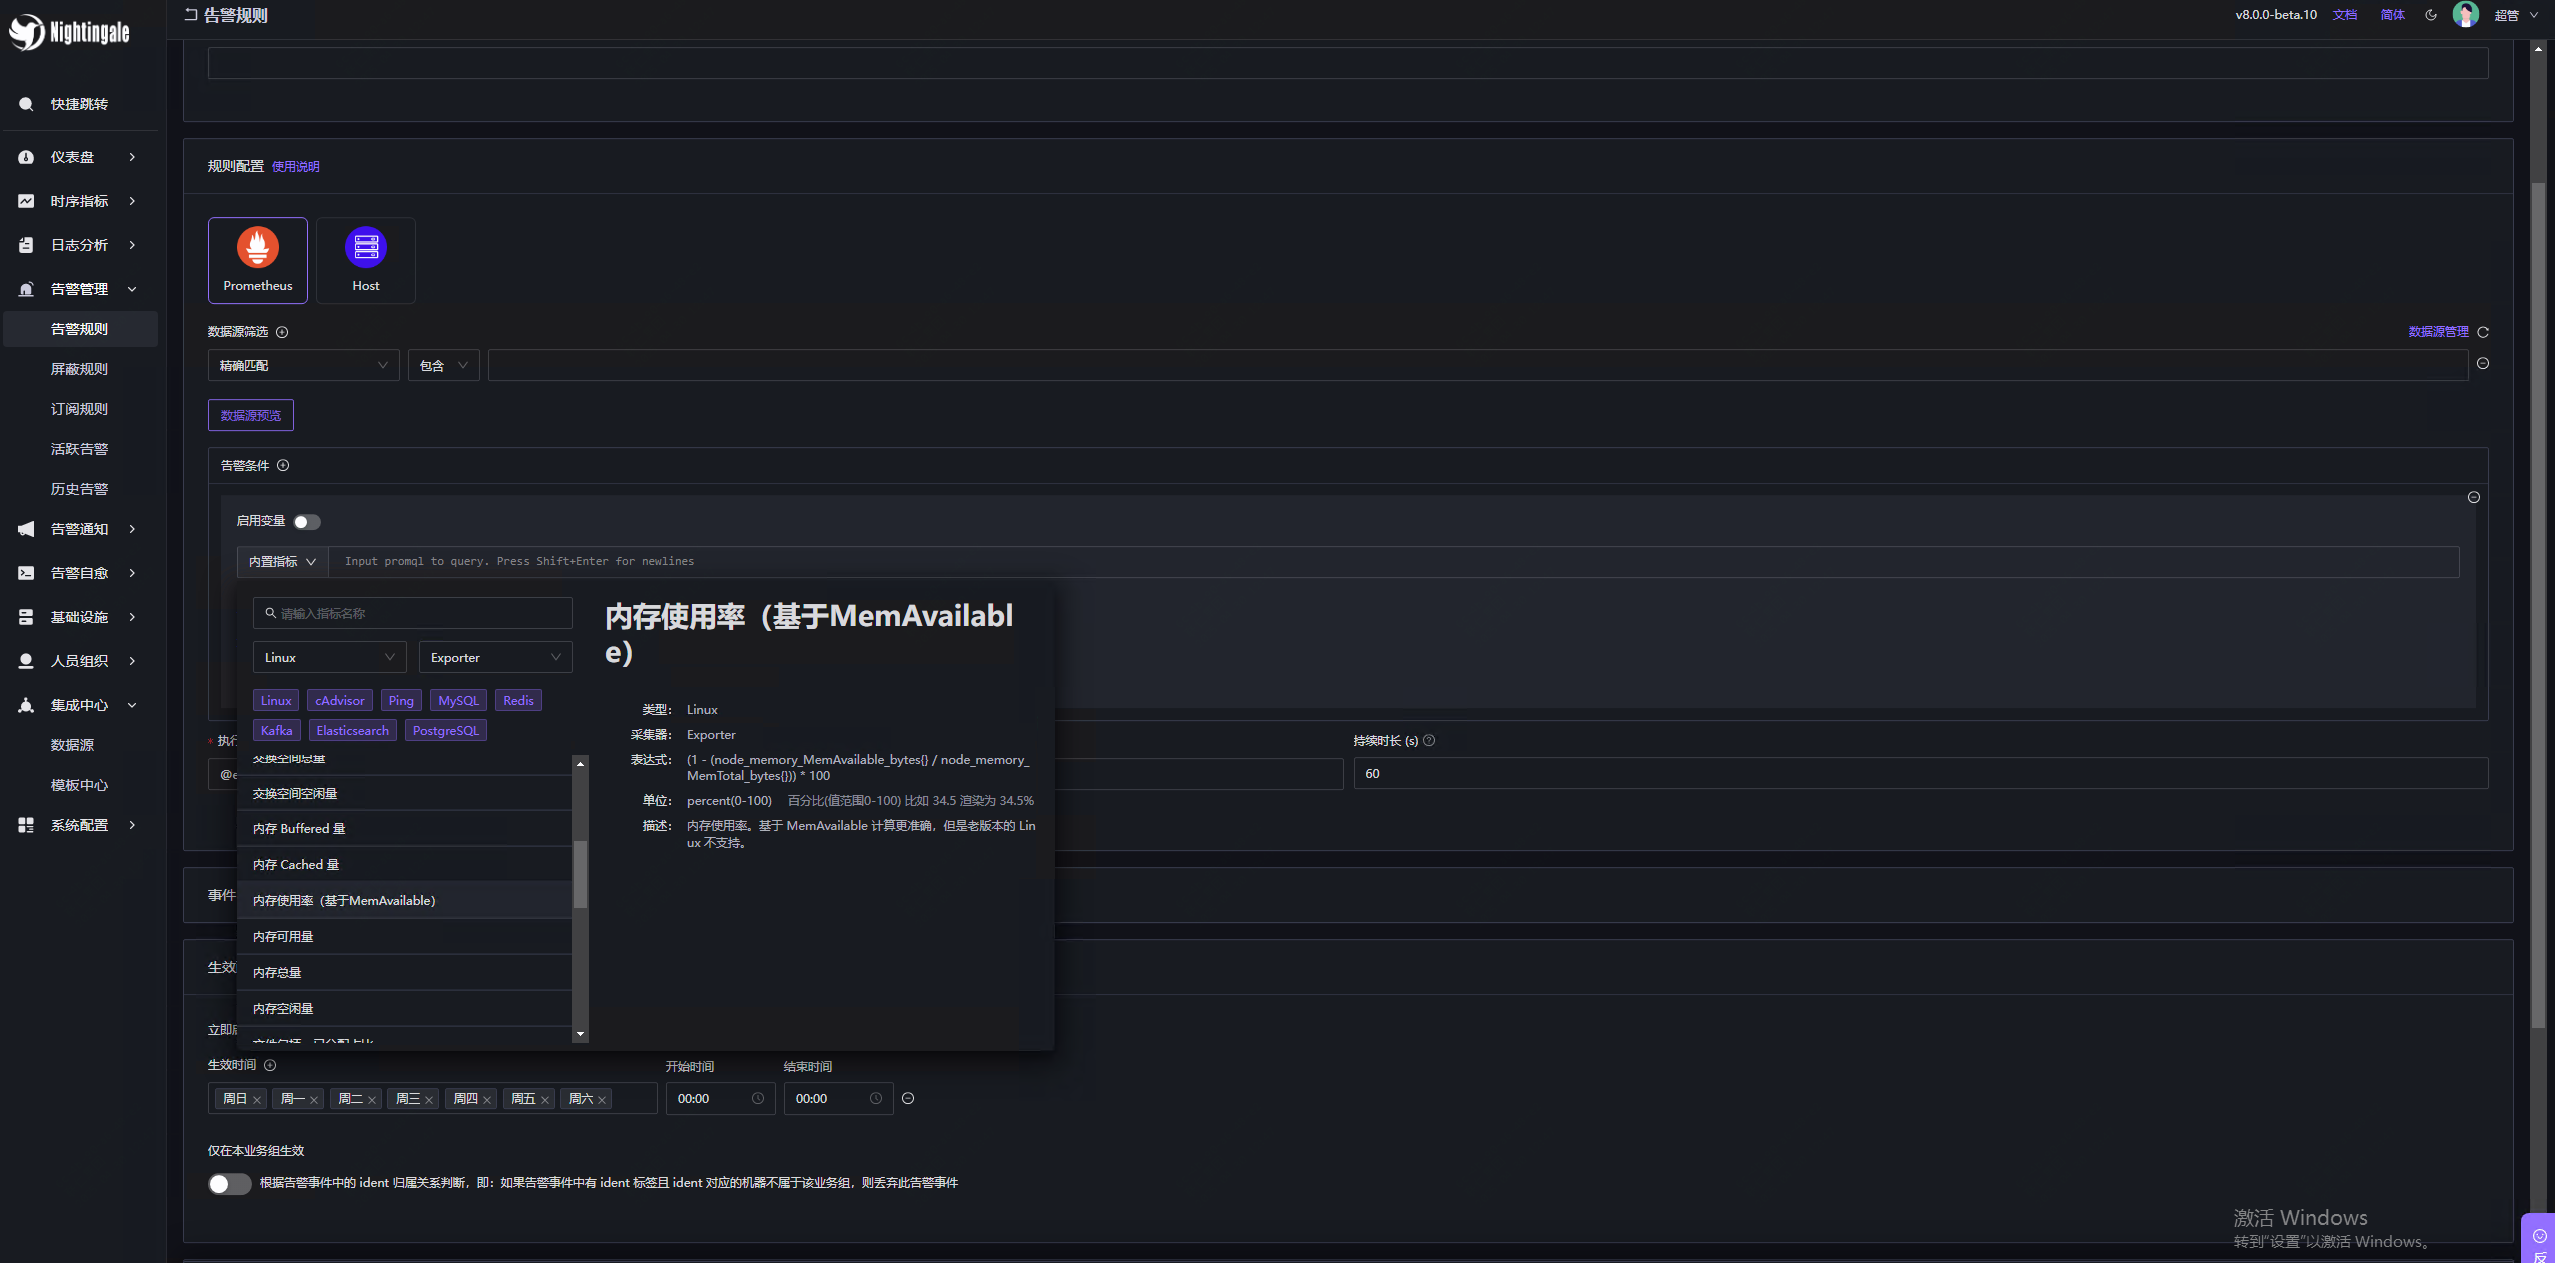 Nightingale
告警规则
v8.0.0-beta.10 文档 简体 超管
快捷跳转
仪表盘
时序指标
日志分析
告警管理
告警规则
屏蔽规则
订阅规则
活跃告警
历史告警
告警通知
告警自愈
基础设施
人员组织
集成中心
数据源
模板中心
系统配置
规则配置 使用说明
Prometheus
Host
数据源筛选
数据源管理
精确匹配
包含
数据源预览
告警条件
启用变量
内置指标
Input promql to query. Press Shift+Enter for newlines
请输入指标名称
Linux
Exporter
Linux cAdvisor Ping MySQL Redis
Kafka Elasticsearch PostgreSQL
交换空间总量
交换空间空闲量
内存 Buffered 量
内存 Cached 量
内存使用率（基于MemAvailable）
内存可用量
内存总量
内存空闲量
内存使用率（基于MemAvailabl
e）
类型： Linux
采集器： Exporter
表达式： (1 - (node_memory_MemAvailable_bytes{} / node_memory_
MemTotal_bytes{})) * 100
单位： percent(0-100) 百分比(值范围0-100) 比如 34.5 渲染为 34.5%
描述： 内存使用率。基于 MemAvailable 计算更准确，但是老版本的 Lin
ux 不支持。
* 执行
@e
持续时长 (s)
60
事件
生效
立即
生效时间
开始时间
结束时间
周日 周一 周二 周三 周四 周五 周六
00:00
00:00
仅在本业务组生效
根据告警事件中的 ident 归属关系判断，即：如果告警事件中有 ident 标签且 ident 对应的机器不属于该业务组，则丢弃此告警事件
激活 Windows
转到"设置"以激活 Windows。
反